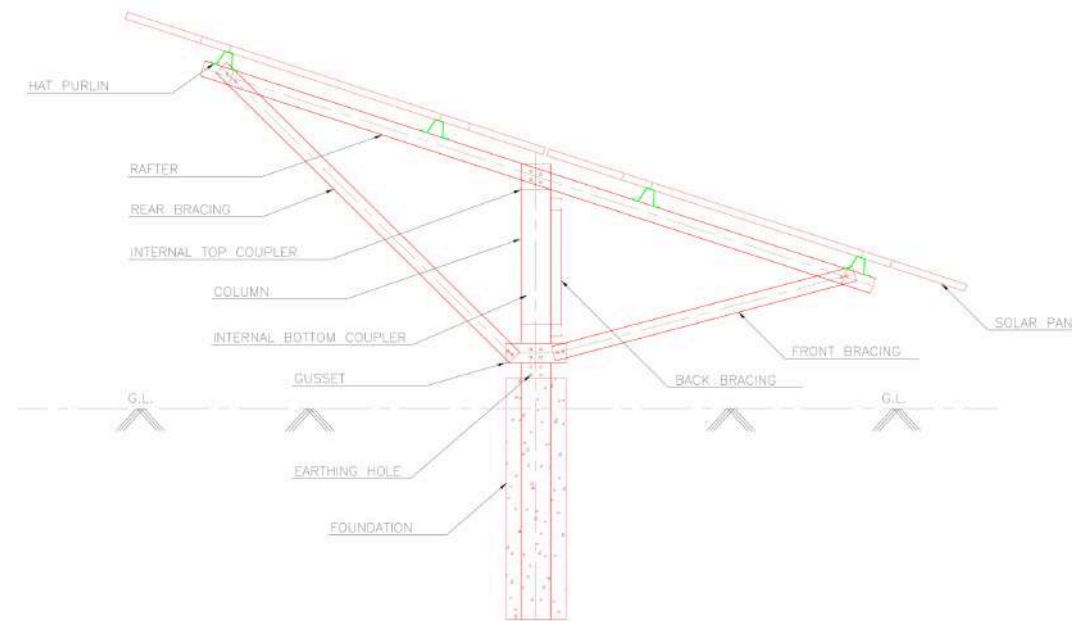 HAT PURLIN
RAFTER
REAR BRACING
INTERNAL TOP COUPLER
COLUMN
SOLAR PAN
INTERNAL BOTTOM COUPLER
FRONT BRACING
GUSSET
BACK BRACING
G.L.
G.L.
EARTHING HOLE
FOUNDATION